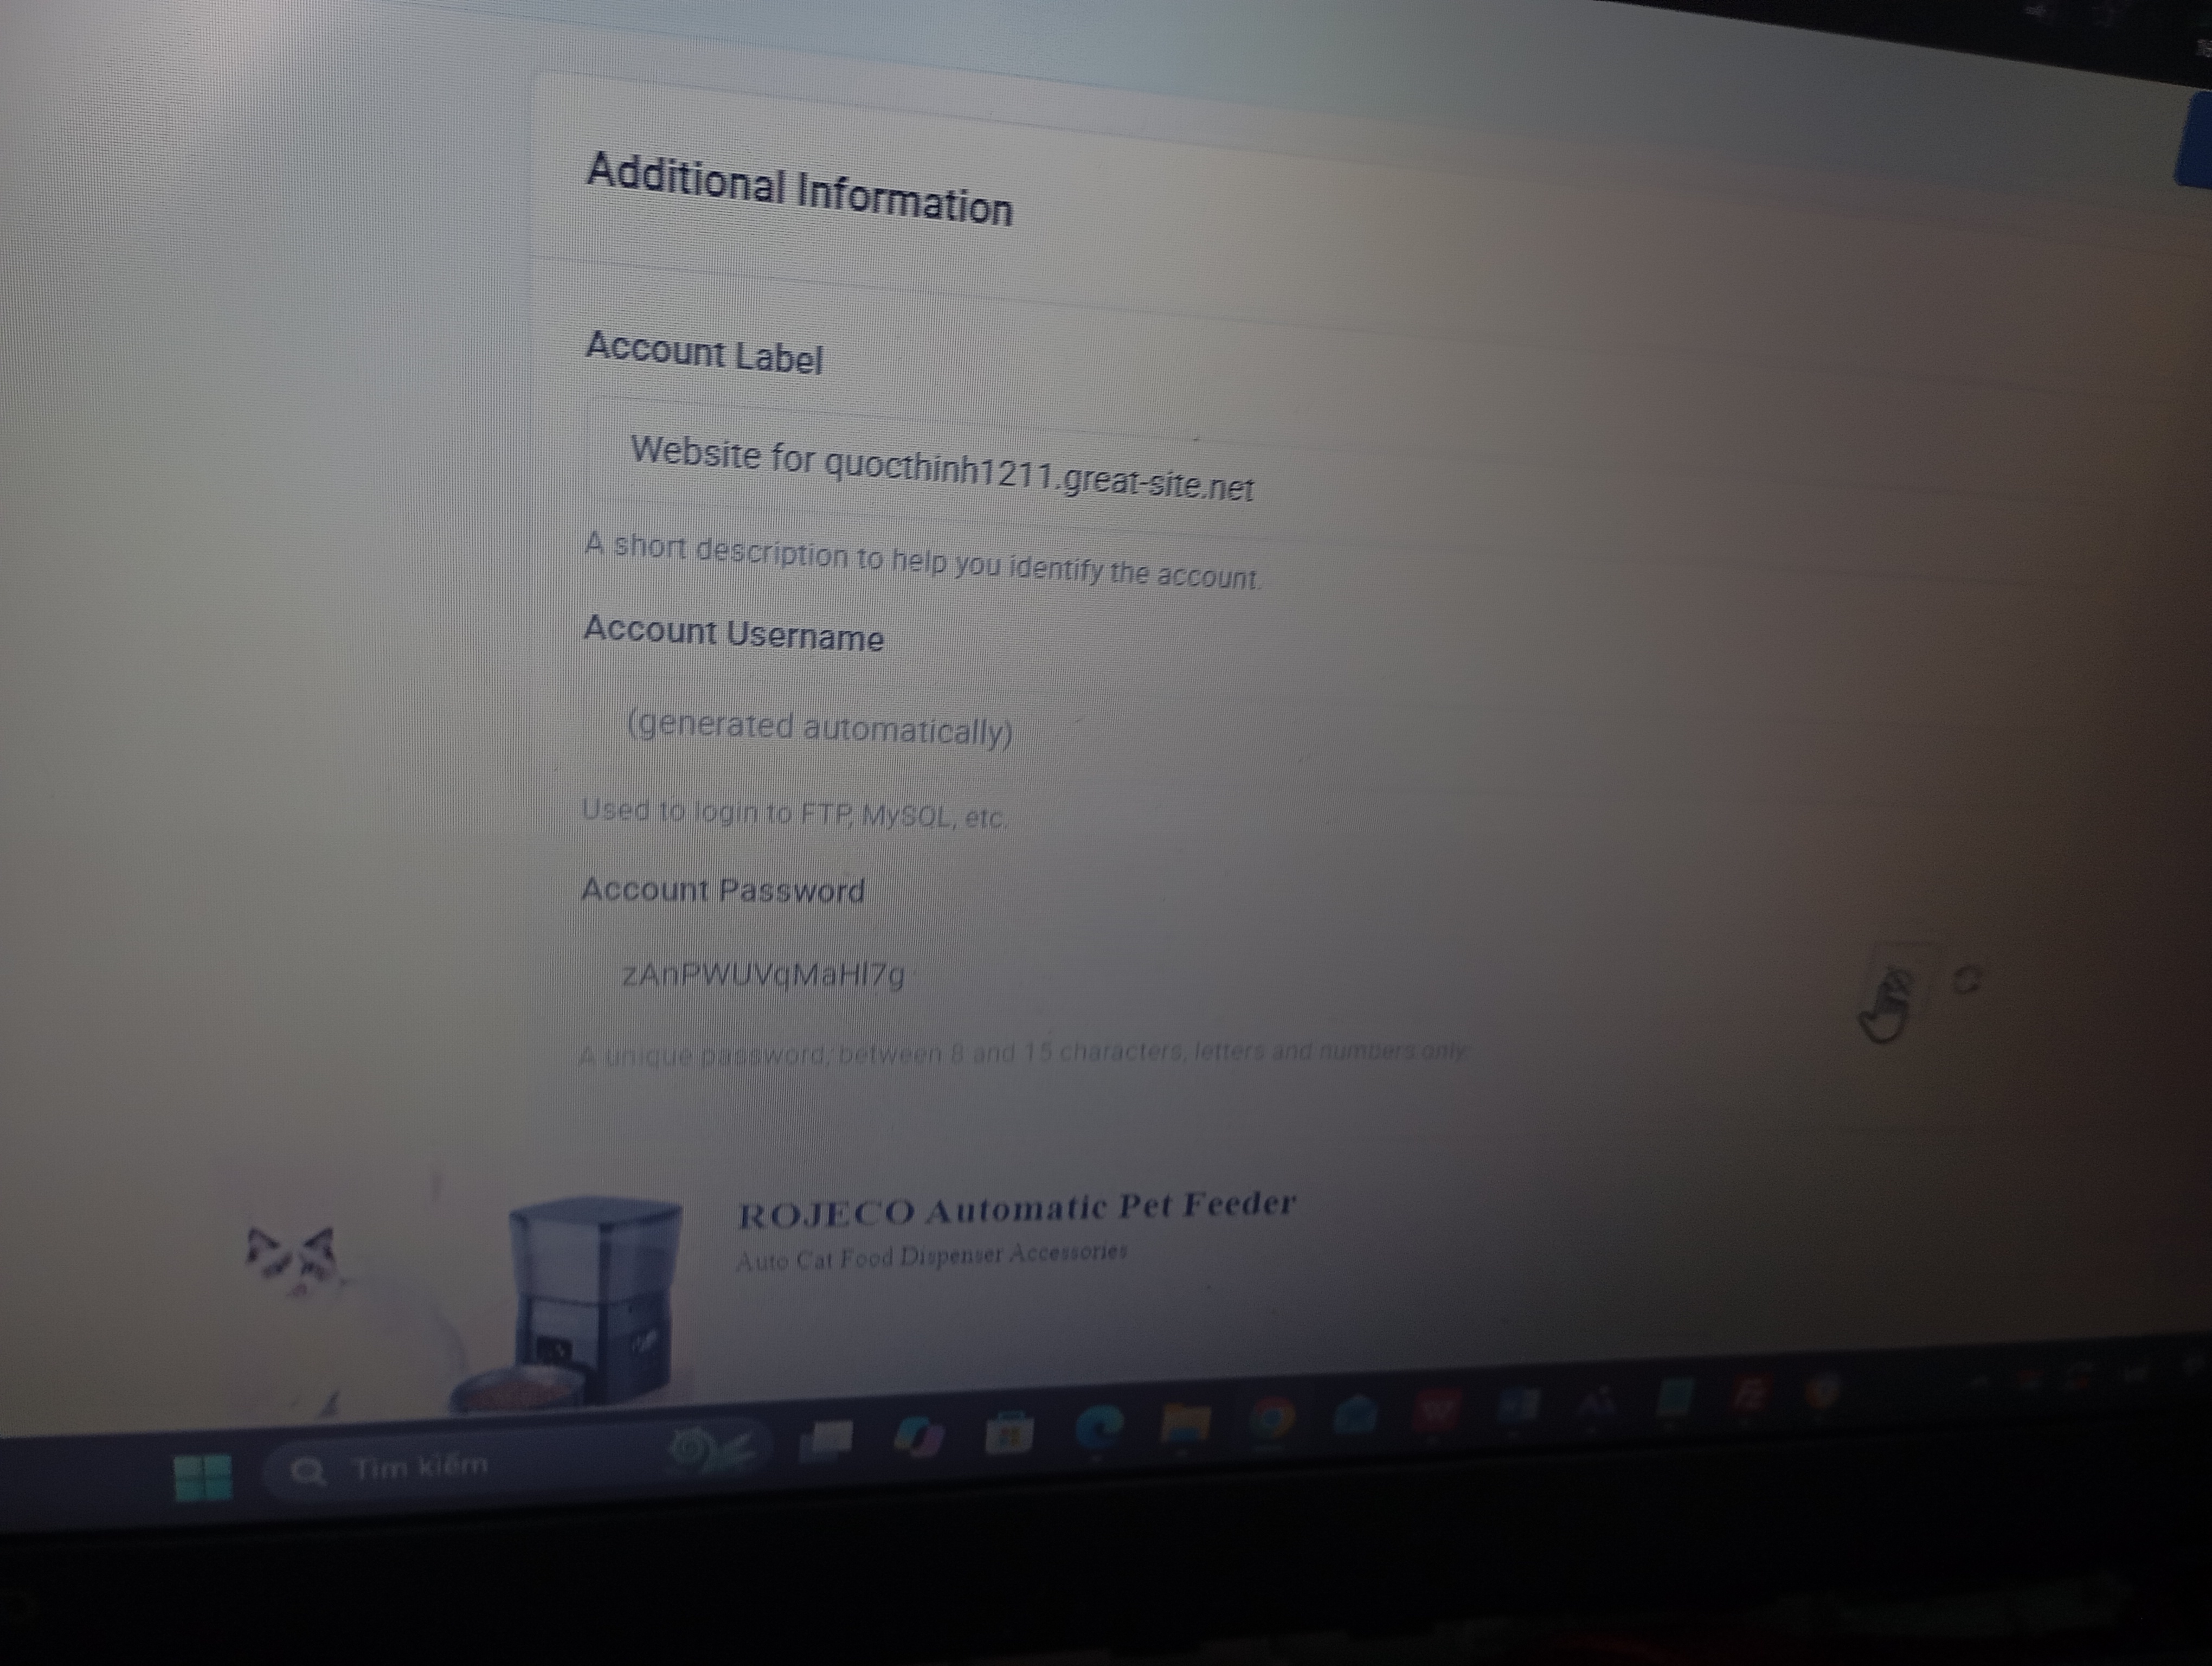 Additional Information
Account Label
Website for quocthinh1211.great-site.net
A short description to help you identify the account.
Account Username
(generated automatically)
Used to login to FTP, MySQL, etc.
Account Password
zAnPWUVqMaHl7g
A unique password, between 8 and 15 characters, letters and numbers only.
ROJECO Automatic Pet Feeder
Auto Cat Food Dispenser Accessories
Tìm kiếm